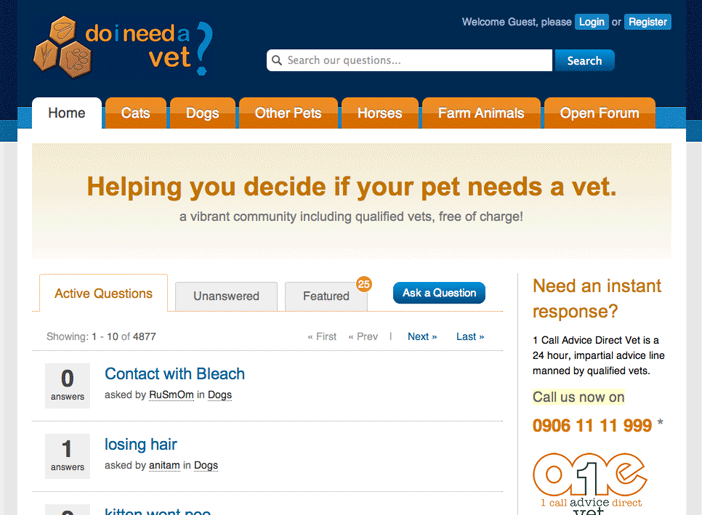 doineeda
vet?
Welcome Guest, please Login or Register
Search our questions...
Search
Home
Cats
Dogs
Other Pets
Horses
Farm Animals
Open Forum
Helping you decide if your pet needs a vet.
a vibrant community including qualified vets, free of charge!
Active Questions
Unanswered
Featured
25
Ask a Question
Showing: 1 - 10 of 4877
« First « Prev | Next » Last »
0
answers
Contact with Bleach
asked by RuSmOm in Dogs
1
answers
losing hair
asked by anitam in Dogs
kitten wont poo
Need an instant
response?
1 Call Advice Direct Vet is a
24 hour, impartial advice line
manned by qualified vets.
Call us now on
0906 11 11 999 *
a1e
1 call advice direct
vet